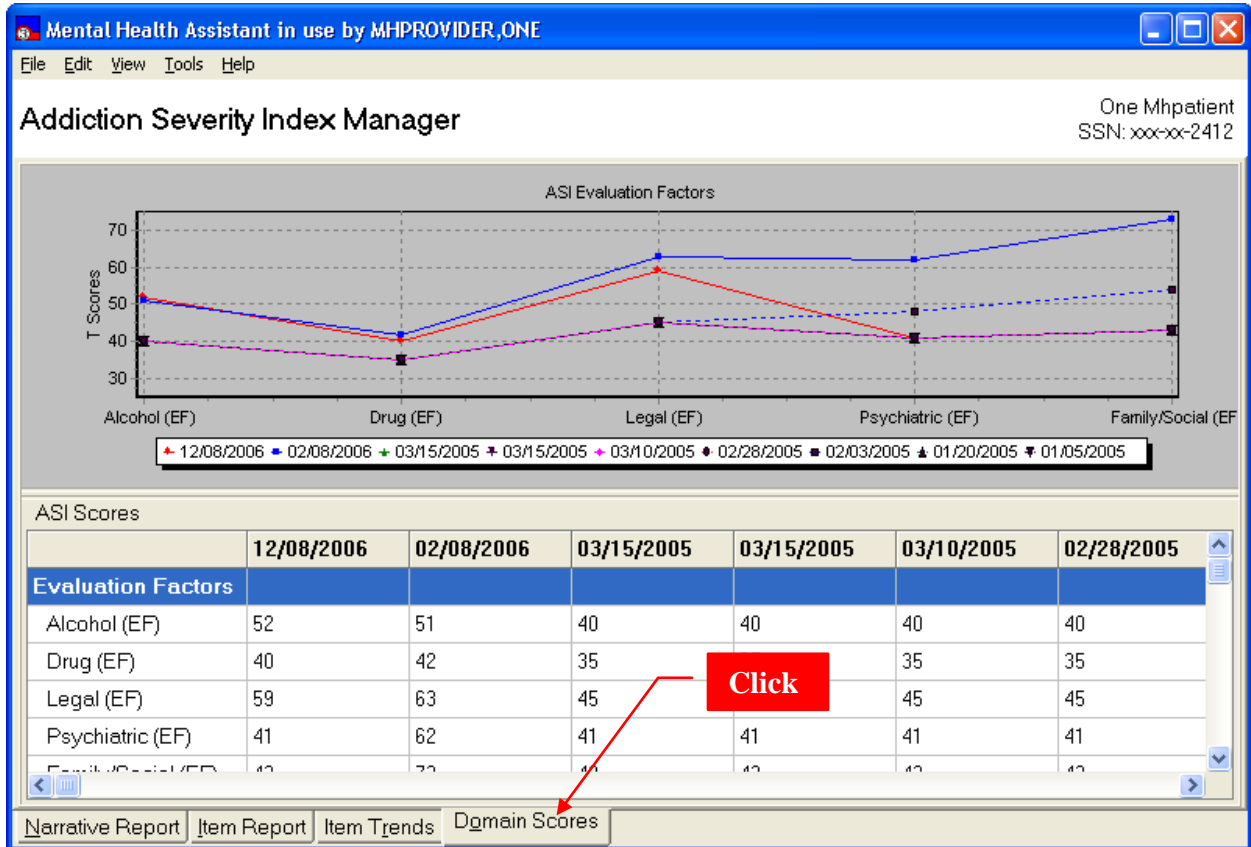 Mental Health Assistant in use by MHPROVIDER,ONE
File Edit View Tools Help
Addiction Severity Index Manager
One Mhpatient
SSN: xxx-xx-2412
ASI Evaluation Factors
T Scores
70
60
50
40
30
Alcohol (EF) Drug (EF) Legal (EF) Psychiatric (EF) Family/Social (EF
12/08/2006 02/08/2006 03/15/2005 03/15/2005 03/10/2005 02/28/2005 02/03/2005 01/20/2005 01/05/2005
ASI Scores
12/08/2006 02/08/2006 03/15/2005 03/15/2005 03/10/2005 02/28/2005
Evaluation Factors
Alcohol (EF) 52 51 40 40 40 40
Drug (EF) 40 42 35 35 35
Click
Legal (EF) 59 63 45 45 45
Psychiatric (EF) 41 62 41 41 41 41
Narrative Report Item Report Item Trends Domain Scores